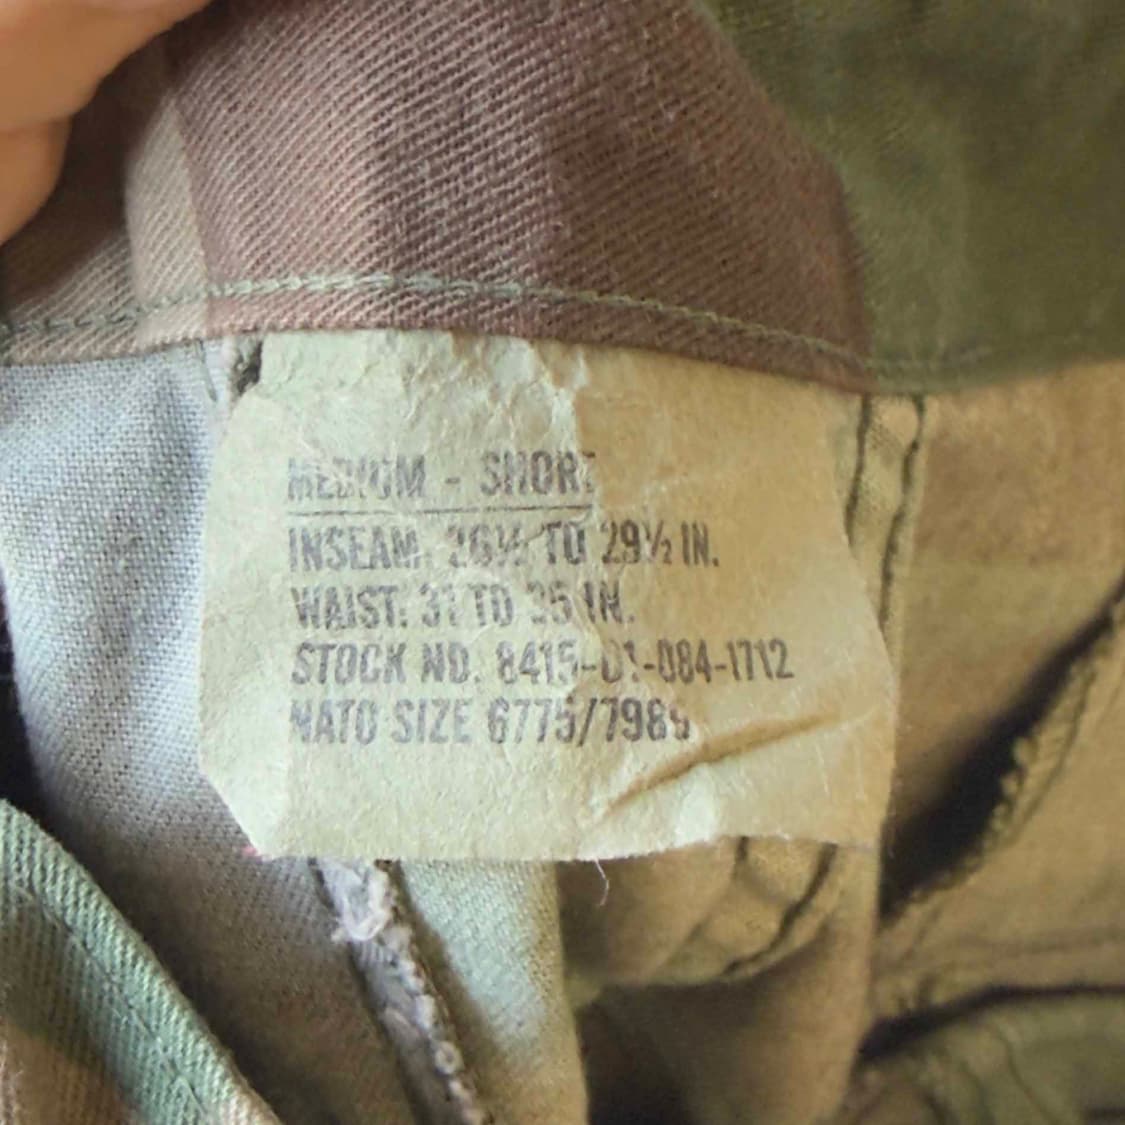 MEDIUM - SHORT
INSEAM: 26½ TO 29½ IN.
WAIST: 31 TO 35 IN.
STOCK NO. 8415-01-084-1712
NATO SIZE 6775/7989